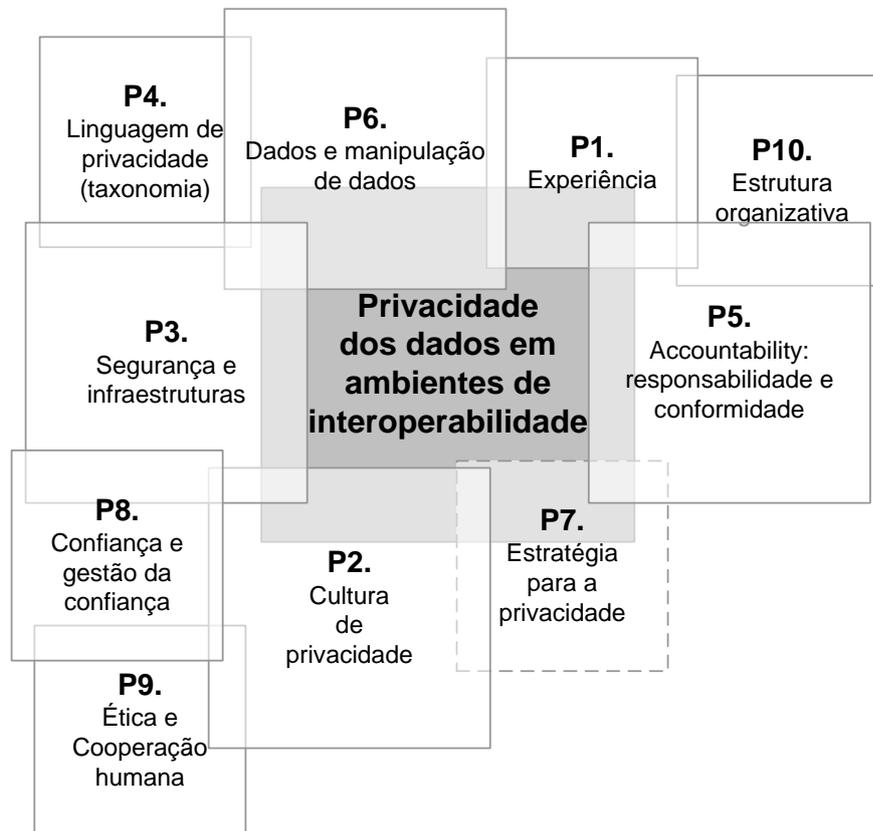 P4.
Linguagem de
privacidade
(taxonomia)
P6.
Dados e manipulação
de dados
P1.
Experiência
P10.
Estrutura
organizativa
P3.
Segurança e
infraestruturas
Privacidade
dos dados em
ambientes de
interoperabilidade
P5.
Accountability:
responsabilidade e
conformidade
P8.
Confiança e
gestão da
confiança
P2.
Cultura
de
privacidade
P7.
Estratégia
para a
privacidade
P9.
Ética e
Cooperação
humana